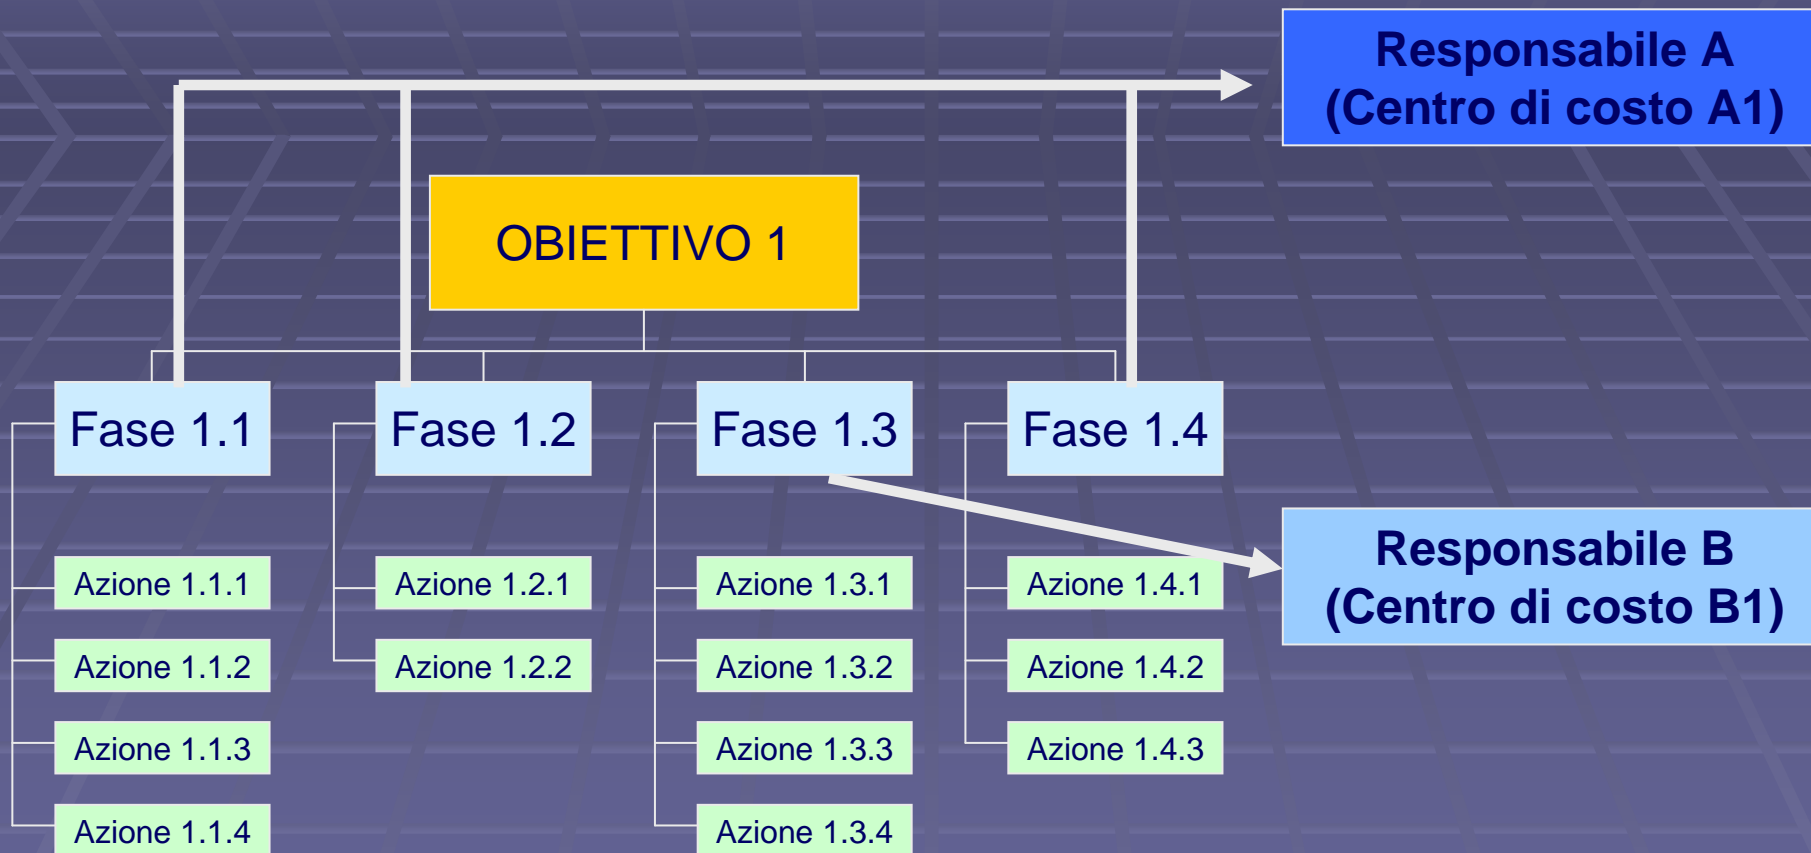 Responsabile A
(Centro di costo A1)
OBIETTIVO 1
Fase 1.1
Fase 1.2
Fase 1.3
Fase 1.4
Responsabile B
(Centro di costo B1)
Azione 1.1.1
Azione 1.2.1
Azione 1.3.1
Azione 1.4.1
Azione 1.1.2
Azione 1.2.2
Azione 1.3.2
Azione 1.4.2
Azione 1.1.3
Azione 1.3.3
Azione 1.4.3
Azione 1.1.4
Azione 1.3.4